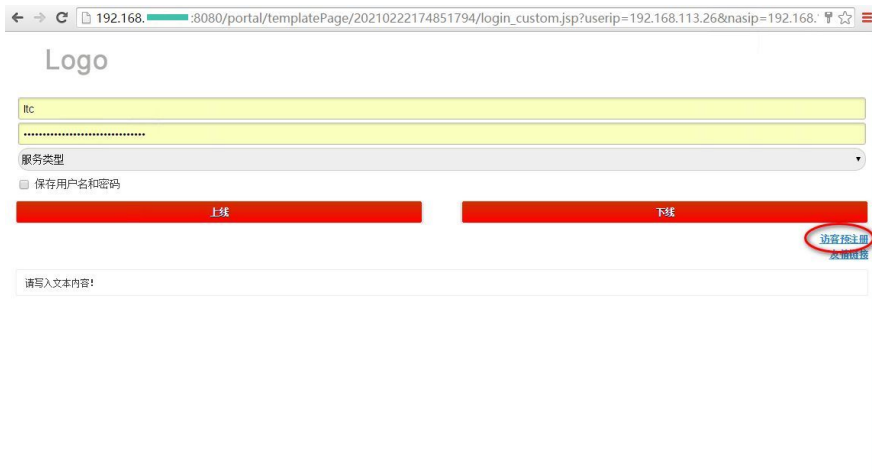 192.168. :8080/portal/templatePage/20210222174851794/login_custom.jsp?userip=192.168.113.26&nasip=192.168.
Logo
ltc
••••••••••••••••••••••••••••••••
服务类型
保存用户名和密码
上线 下线
访客预注册
友情链接
请写入文本内容!